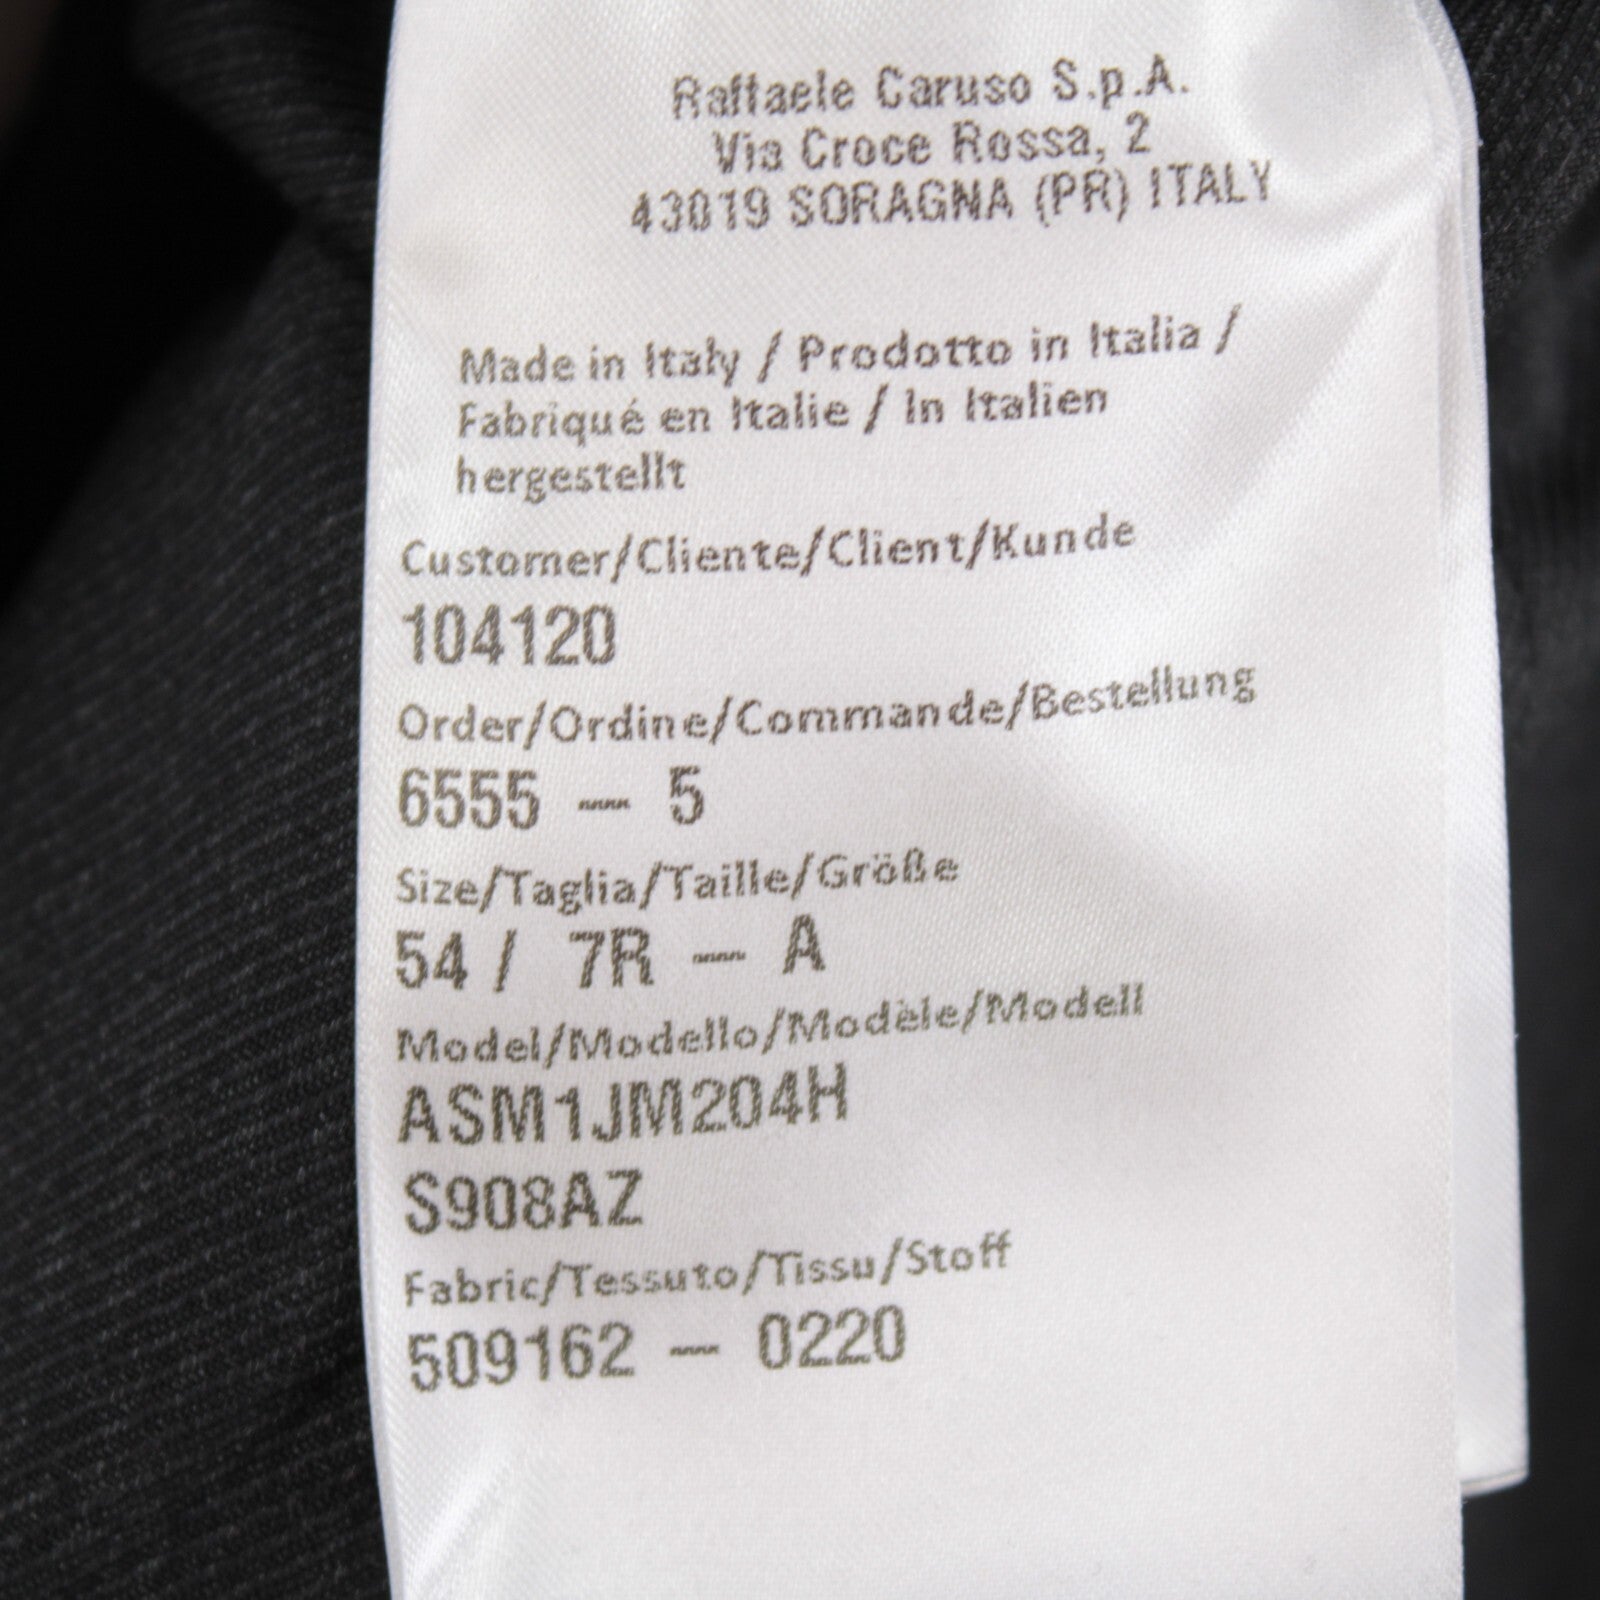 Raffaele Caruso S.p.A.
Via Croce Rossa, 2
43019 SORAGNA (PR) ITALY
Made in Italy / Prodotto in Italia /
Fabriqué en Italie / In Italien
hergestellt
Customer/Cliente/Client/Kunde
104120
Order/Ordine/Commande/Bestellung
6555 - 5
Size/Taglia/Taille/Größe
54 / 7R - A
Model/Modello/Modèle/Modell
ASM1JM204H
S908AZ
Fabric/Tessuto/Tissu/Stoff
509162 - 0220